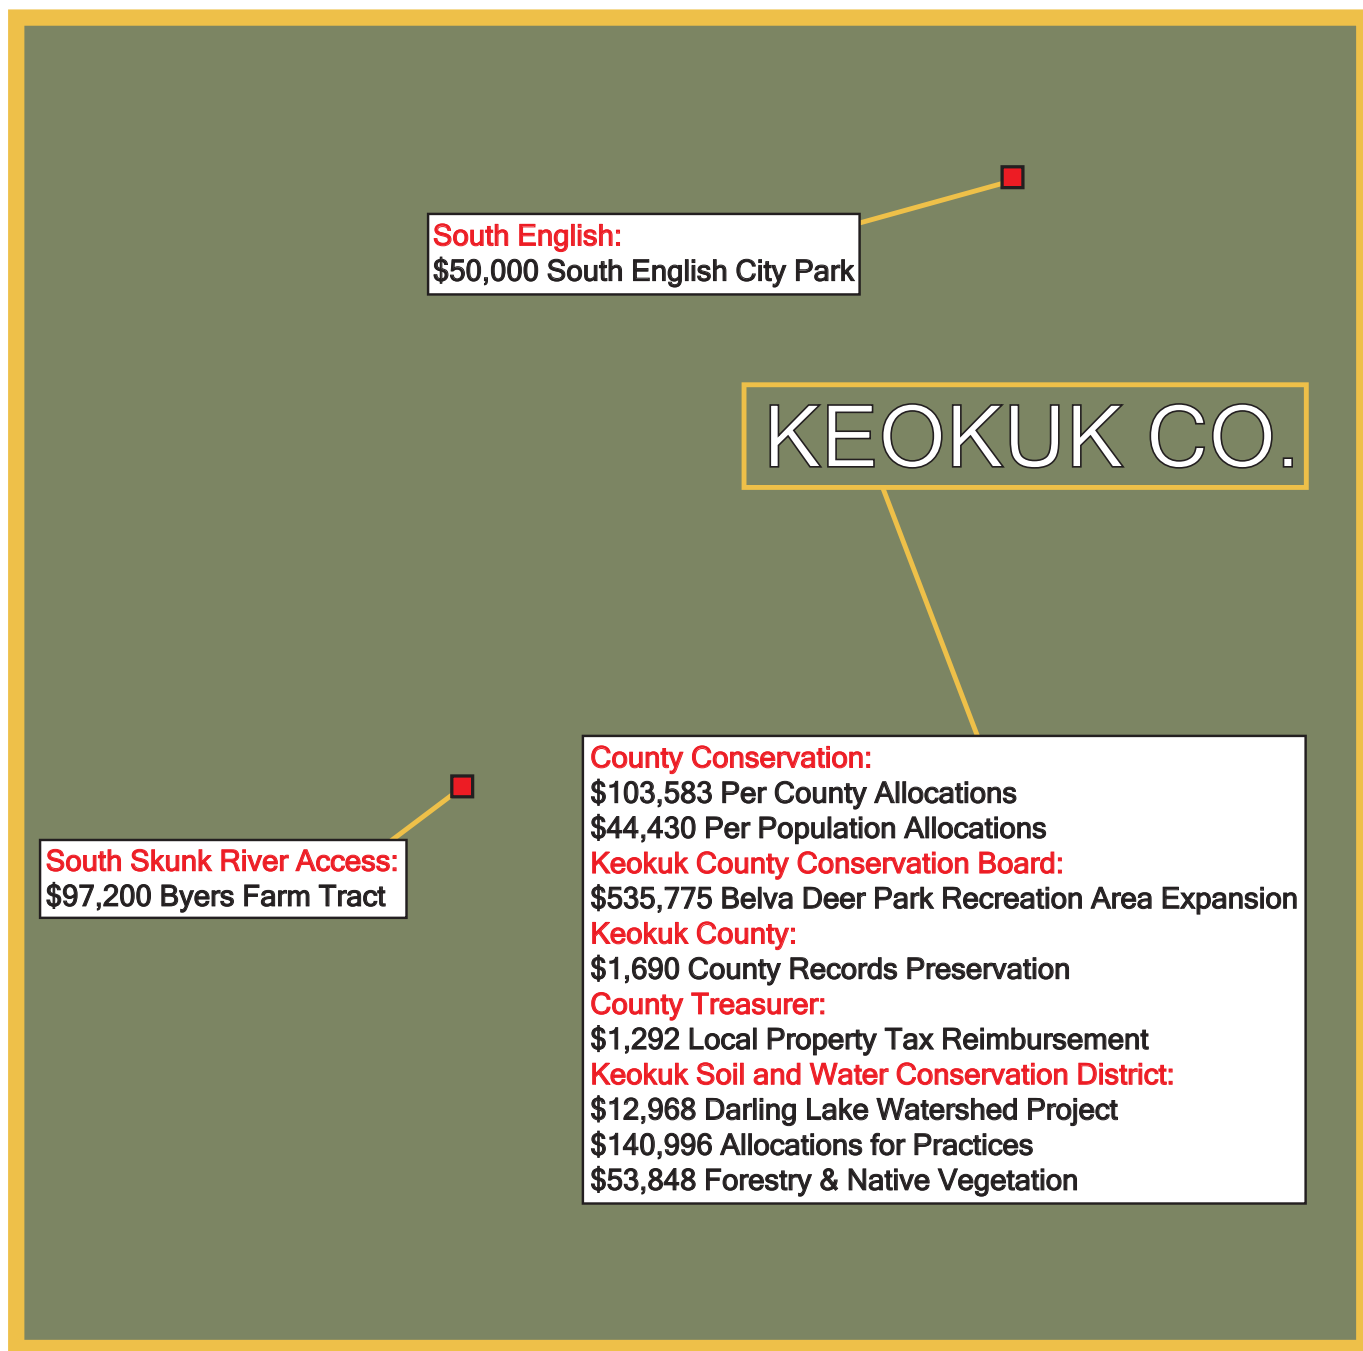 South English:
$50,000 South English City Park
KEOKUK CO.
South Skunk River Access:
$97,200 Byers Farm Tract
County Conservation:
$103,583 Per County Allocations
$44,430 Per Population Allocations
Keokuk County Conservation Board:
$535,775 Belva Deer Park Recreation Area Expansion
Keokuk County:
$1,690 County Records Preservation
County Treasurer:
$1,292 Local Property Tax Reimbursement
Keokuk Soil and Water Conservation District:
$12,968 Darling Lake Watershed Project
$140,996 Allocations for Practices
$53,848 Forestry & Native Vegetation